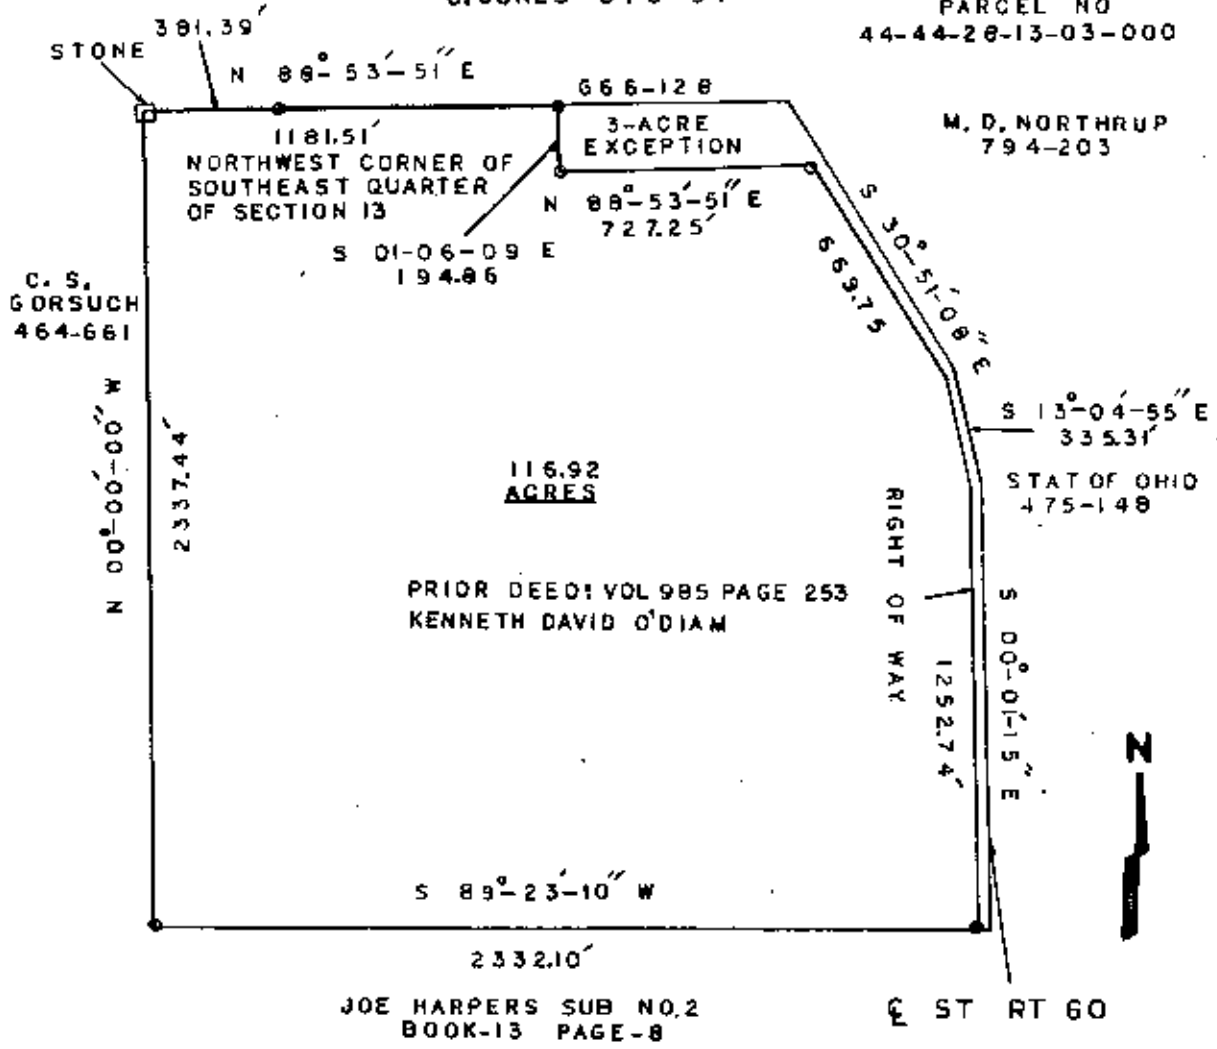 381.39'
PARCEL NO
44-44-28-13-03-000
STONE
N 88°-53'-51" E
G66-128
1181.51'
3-ACRE
EXCEPTION
M. D. NORTHRUP
794-203
NORTHWEST CORNER OF
SOUTHEAST QUARTER
OF SECTION 13
N 88°-53'-51" E
727.25'
S 01-06-09 E
194.86
S 30°-51'-08" E
669.75
C. S.
GORSUCH
464-661
N 00°-00'-00" W
2337.44'
S 13°-04'-55" E
335.31'
STAT OF OHIO
475-148
116.92
ACRES
RIGHT OF WAY
PRIOR DEED: VOL 985 PAGE 253
KENNETH DAVID O'DIAM
1252.74'
S 00°-01'-15" E
N
S 89°-23'-10" W
2332.10'
JOE HARPERS SUB NO.2
BOOK-13 PAGE-8
℄ ST RT 60